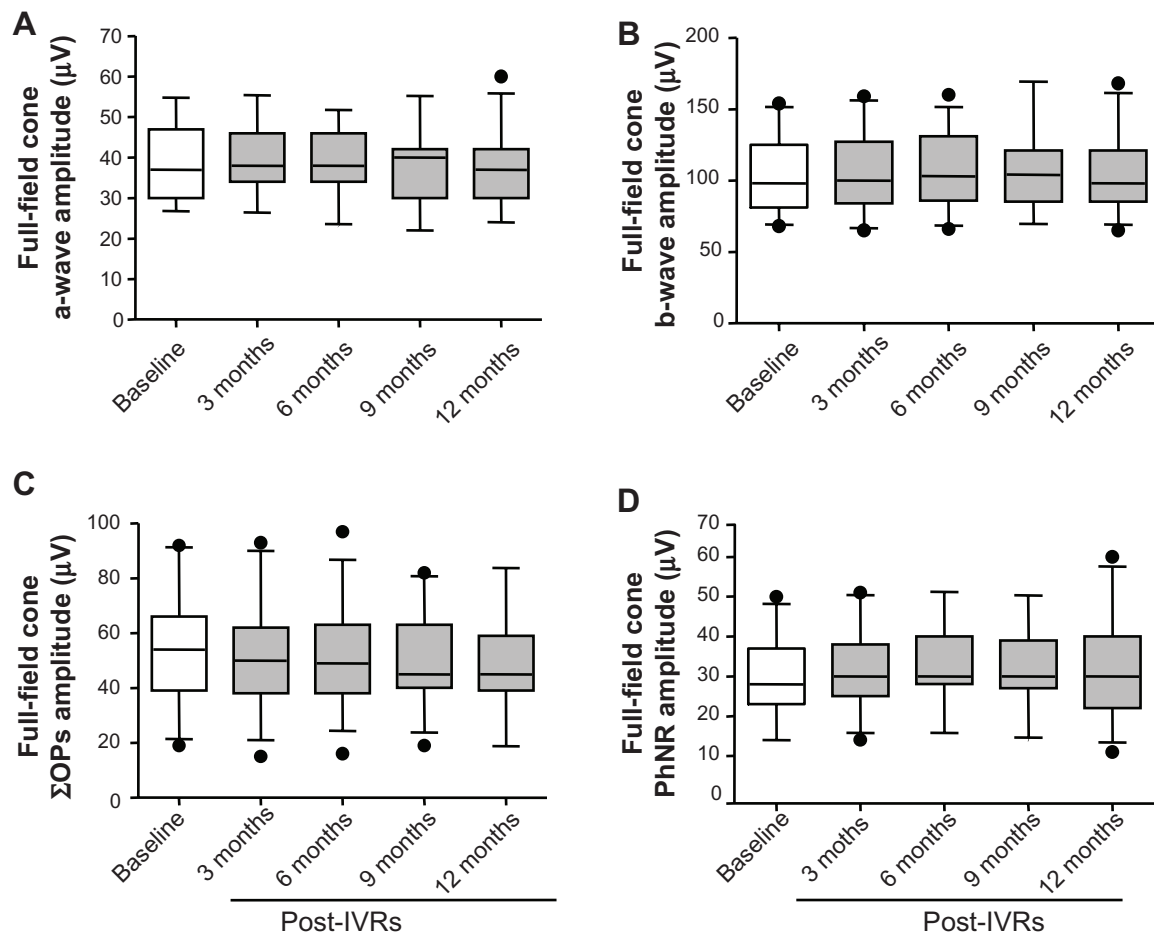 A
Full-field cone
a-wave amplitude (μV)
70
60
50
40
30
20
10
0
Baseline
3 months
6 months
9 months
12 months
B
Full-field cone
b-wave amplitude (μV)
200
150
100
50
0
Baseline
3 months
6 months
9 months
12 months
C
Full-field cone
ΣOPs amplitude (μV)
100
80
60
40
20
0
Baseline
3 months
6 months
9 months
12 months
Post-IVRs
D
Full-field cone
PhNR amplitude (μV)
70
60
50
40
30
20
10
0
Baseline
3 moths
6 months
9 months
12 months
Post-IVRs